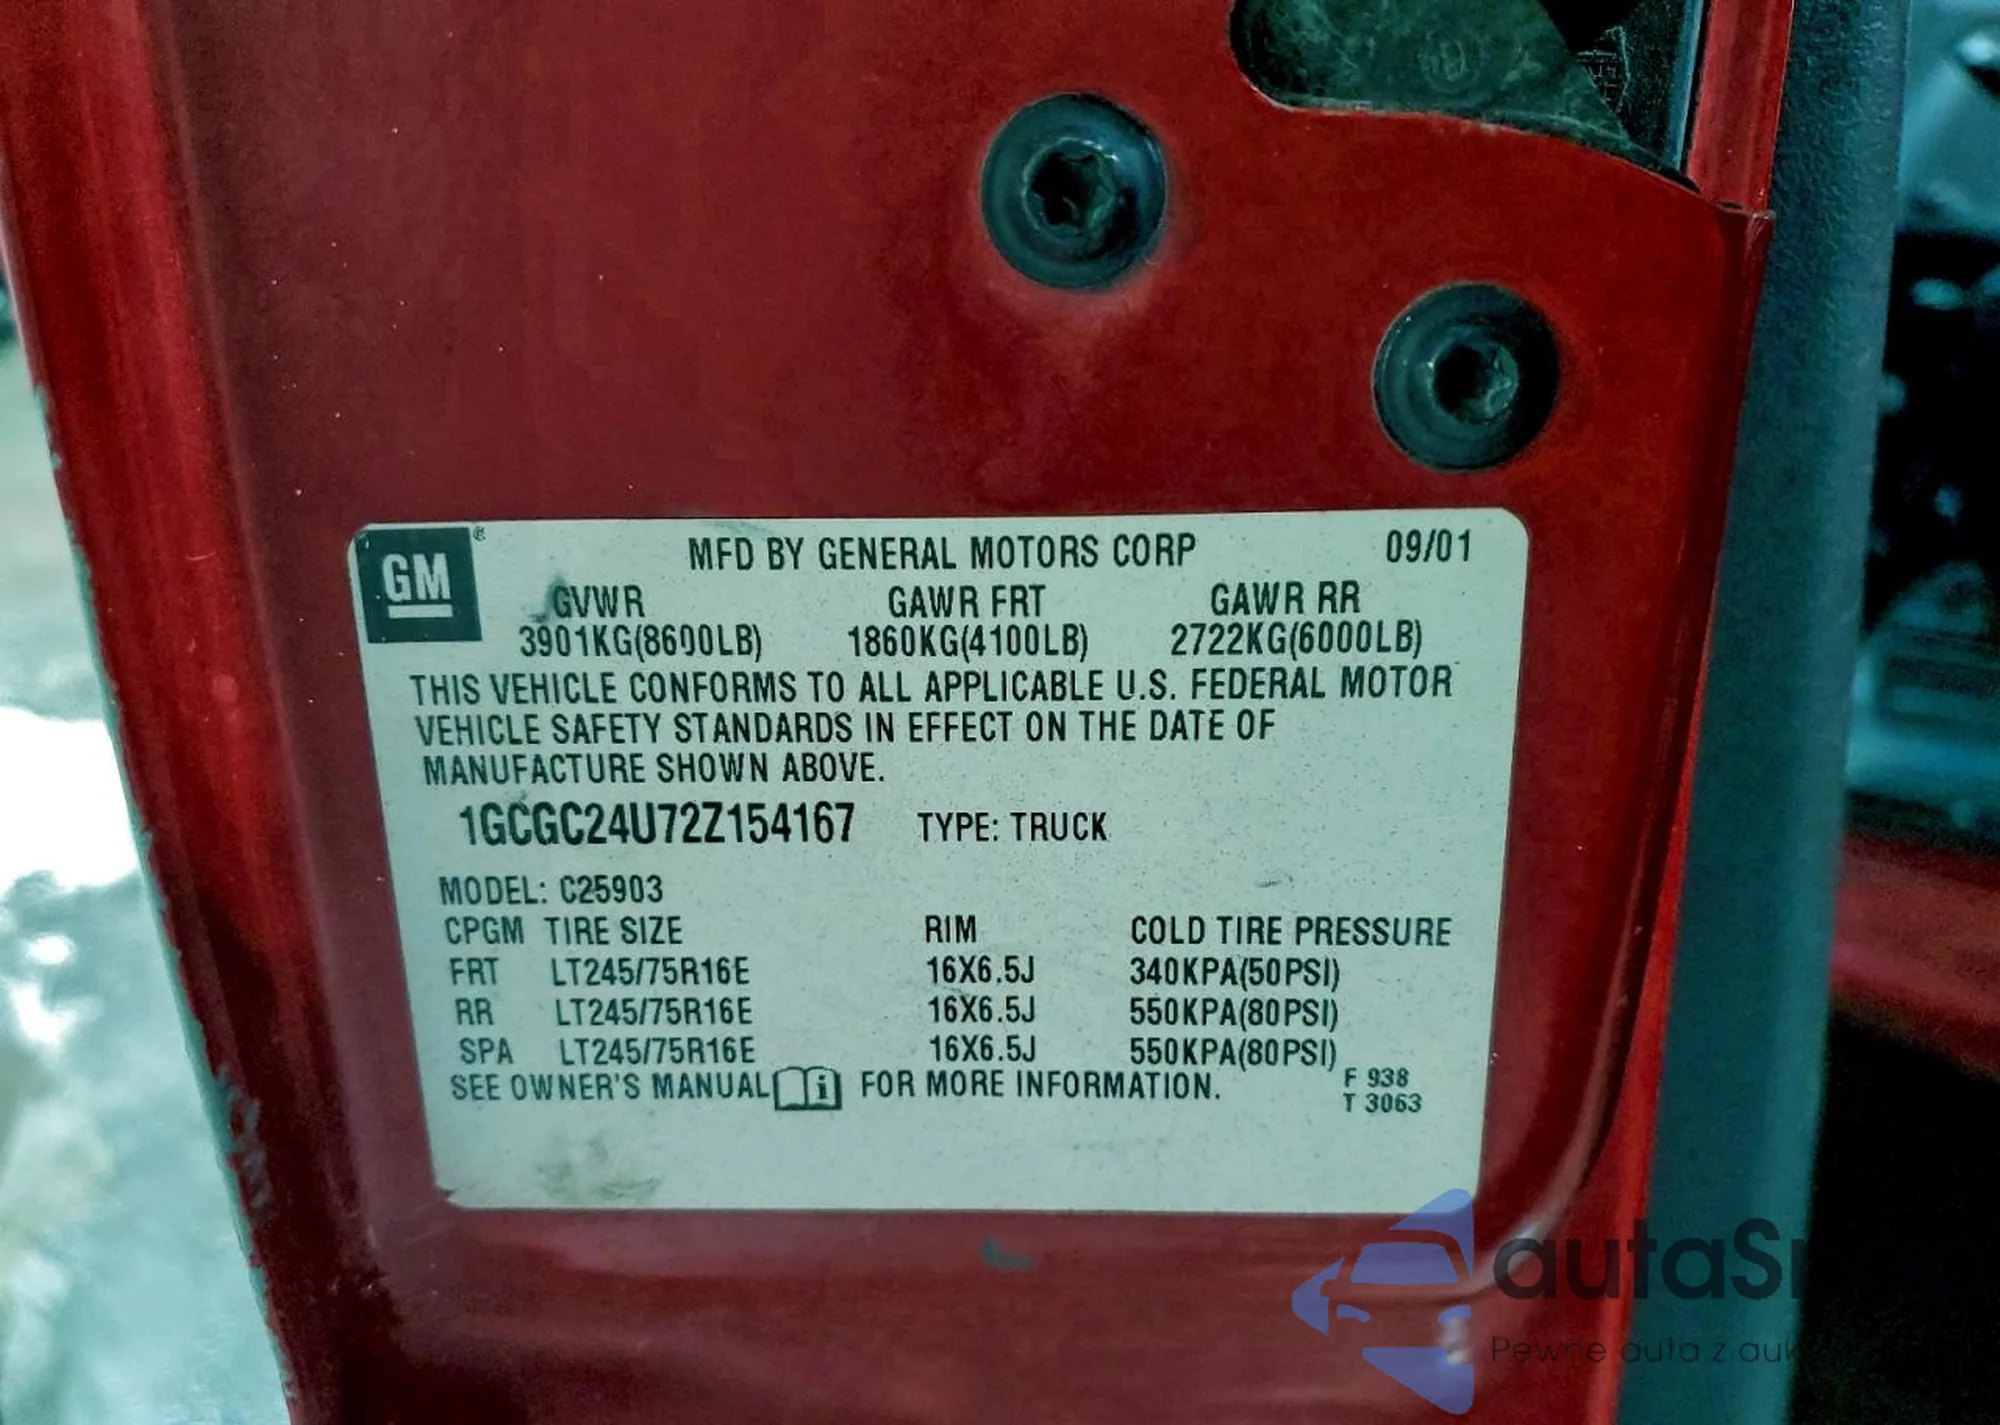 GM ®
MFD BY GENERAL MOTORS CORP 09/01
GVWR GAWR FRT GAWR RR
3901KG(8600LB) 1860KG(4100LB) 2722KG(6000LB)
THIS VEHICLE CONFORMS TO ALL APPLICABLE U.S. FEDERAL MOTOR
VEHICLE SAFETY STANDARDS IN EFFECT ON THE DATE OF
MANUFACTURE SHOWN ABOVE.
1GCGC24U72Z154167 TYPE: TRUCK
MODEL: C25903
CPGM TIRE SIZE RIM COLD TIRE PRESSURE
FRT LT245/75R16E 16X6.5J 340KPA(50PSI)
RR LT245/75R16E 16X6.5J 550KPA(80PSI)
SPA LT245/75R16E 16X6.5J 550KPA(80PSI)
SEE OWNER'S MANUAL i FOR MORE INFORMATION.
F 938
T 3063
Pewne auta z